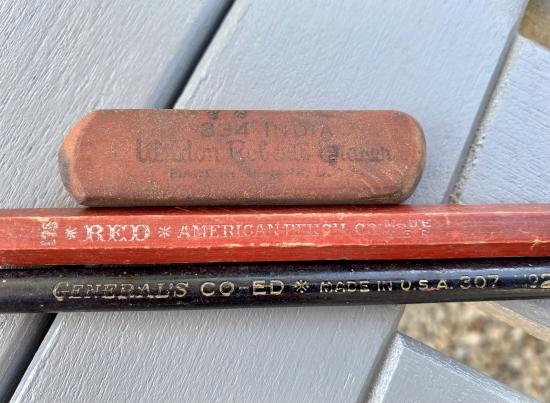 334 INDIA
Weldon Roberts Eraser
175 * RED * AMERICAN PENCIL CO.
GENERAL'S CO-ED * MADE IN U.S.A. 307